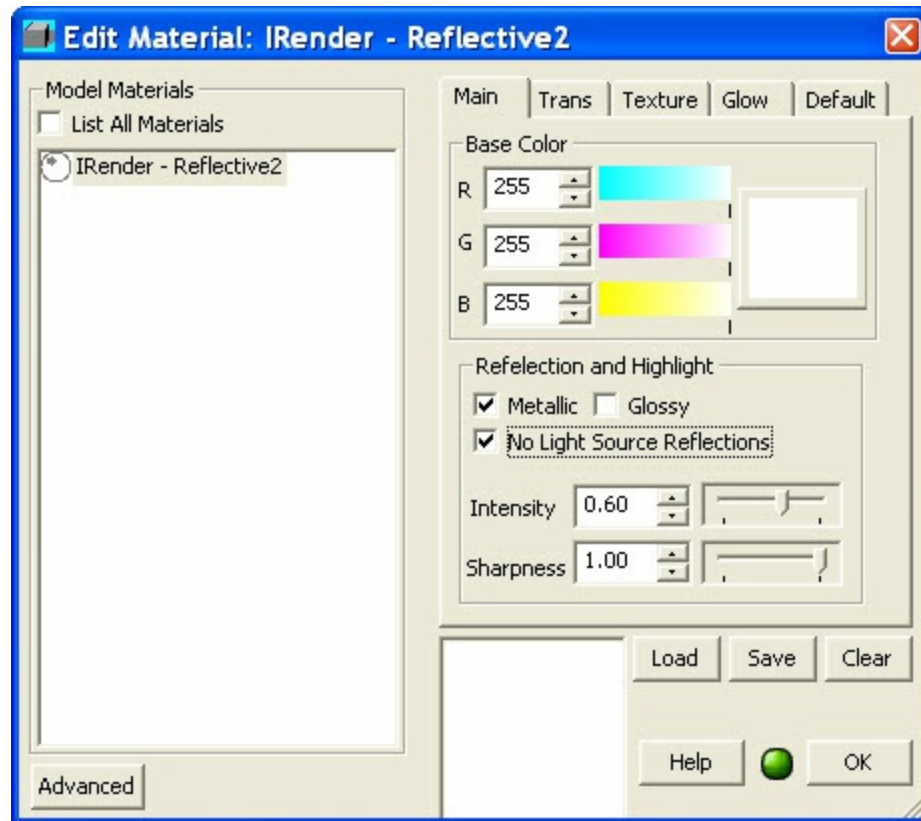 Edit Material: IRender - Reflective2
Model Materials
List All Materials
IRender - Reflective2
Advanced
Main Trans Texture Glow Default
Base Color
R 255
G 255
B 255
Refelection and Highlight
Metallic Glossy
No Light Source Reflections
Intensity 0.60
Sharpness 1.00
Load Save Clear
Help OK